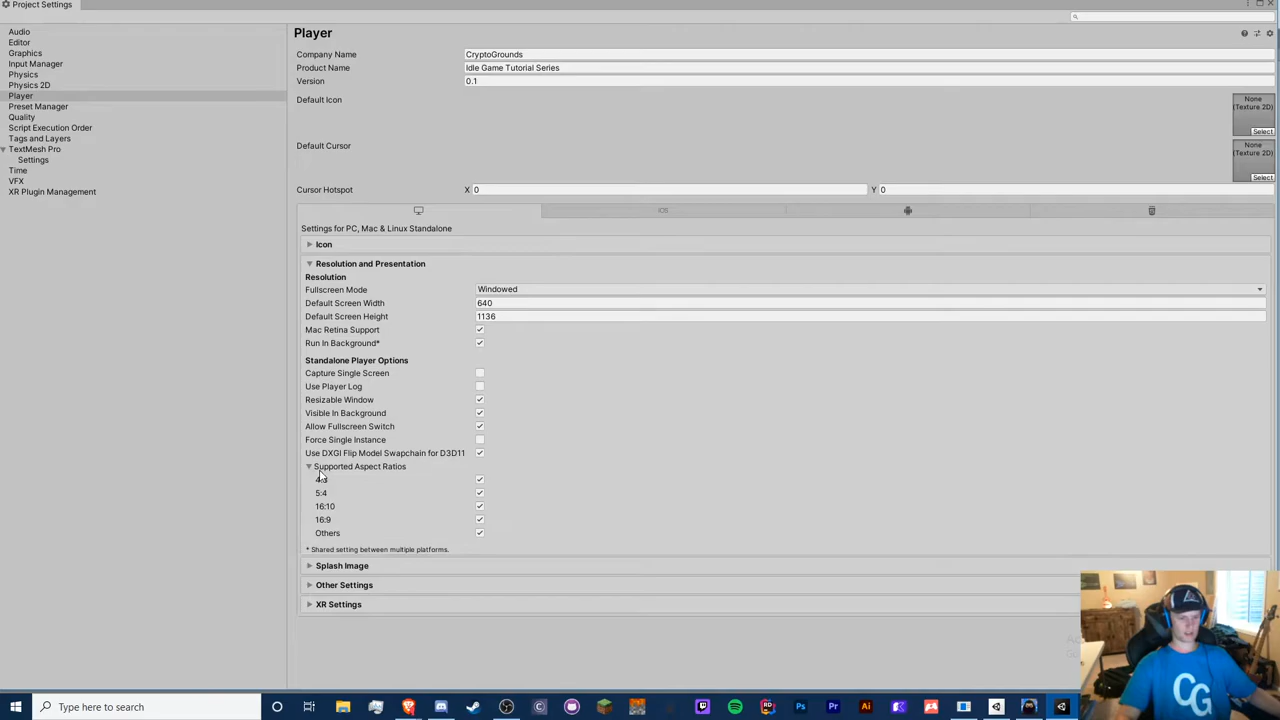 Project Settings
Audio
Editor
Graphics
Input Manager
Physics
Physics 2D
Player
Preset Manager
Quality
Script Execution Order
Tags and Layers
TextMesh Pro
Settings
Time
VFX
XR Plugin Management
Player
Company Name CryptoGrounds
Product Name Idle Game Tutorial Series
Version 0.1
Default Icon
None
(Texture 2D)
Select
Default Cursor
None
(Texture 2D)
Select
Cursor Hotspot X 0 Y 0
iOS
Settings for PC, Mac & Linux Standalone
Icon
Resolution and Presentation
Resolution
Fullscreen Mode Windowed
Default Screen Width 640
Default Screen Height 1136
Mac Retina Support
Run In Background*
Standalone Player Options
Capture Single Screen
Use Player Log
Resizable Window
Visible In Background
Allow Fullscreen Switch
Force Single Instance
Use DXGI Flip Model Swapchain for D3D11
Supported Aspect Ratios
5:4
16:10
16:9
Others
* Shared setting between multiple platforms.
Splash Image
Other Settings
XR Settings
CG
Type here to search
Ps
Pr
Ai